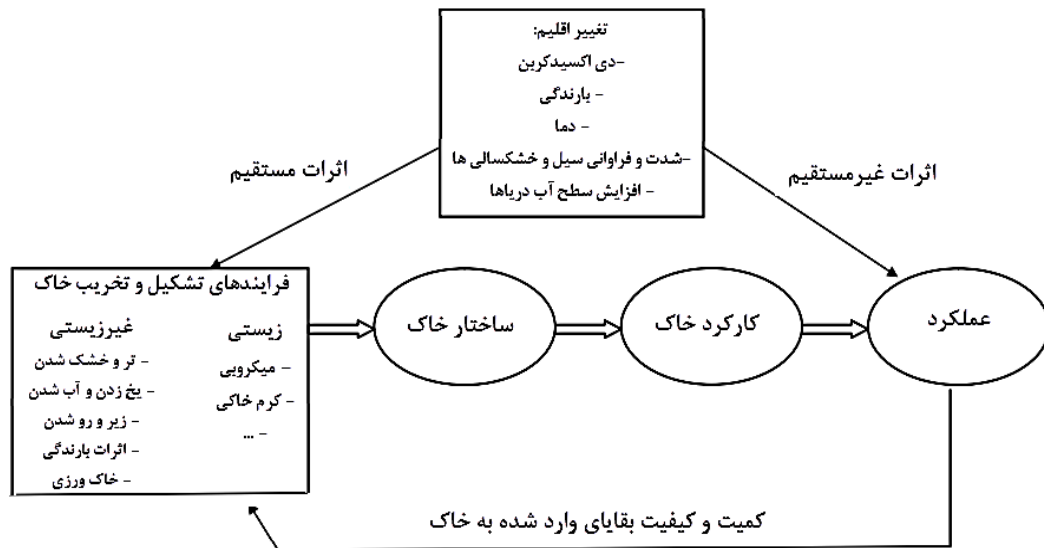 تغییر اقلیم:
-دی اکسیدکربن
- بارندگی
- دما
-شدت و فراوانی سیل و خشکسالی ها
- افزایش سطح آب دریاها
اثرات مستقیم
اثرات غیرمستقیم
فرایندهای تشکیل و تخریب خاک
زیستی
- میکروبی
- کرم خاکی
- ...
غیرزیستی
- تر و خشک شدن
- یخ زدن و آب شدن
- زیر و رو شدن
- اثرات بارندگی
- خاک ورزی
ساختار خاک
کارکرد خاک
عملکرد
کمیت و کیفیت بقایای وارد شده به خاک